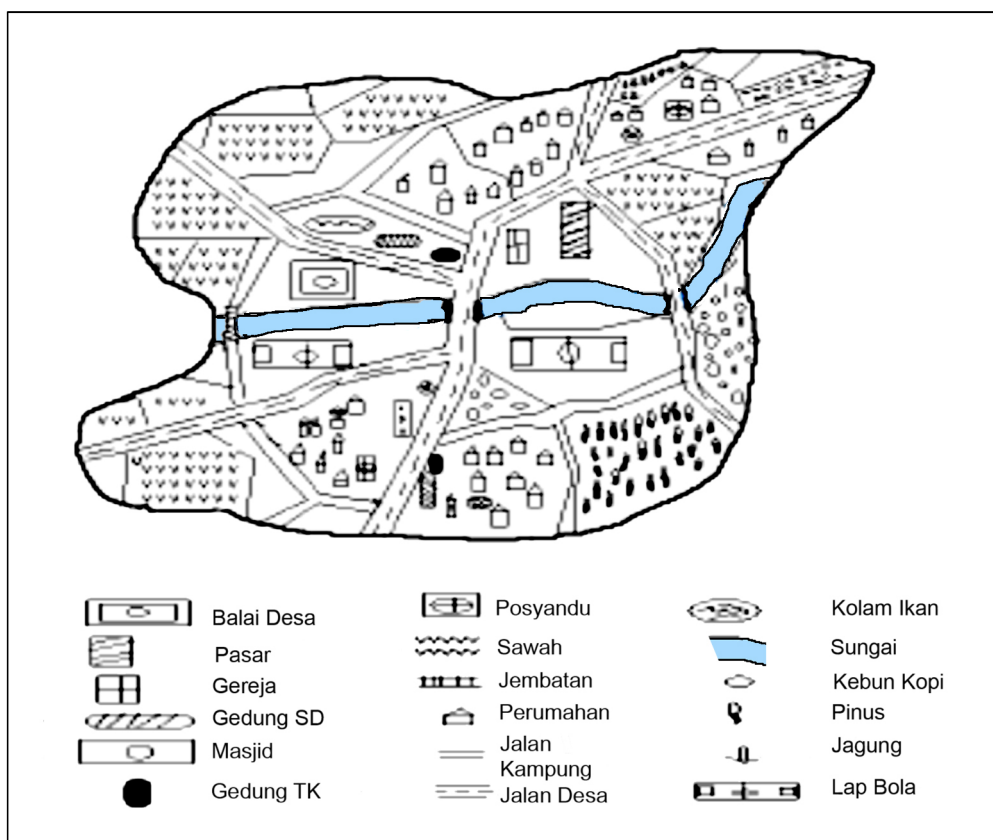 Balai Desa
Pasar
Gereja
Gedung SD
Masjid
Gedung TK
Posyandu
Sawah
Jembatan
Perumahan
Jalan
Kampung
Jalan Desa
Kolam Ikan
Sungai
Kebun Kopi
Pinus
Jagung
Lap Bola